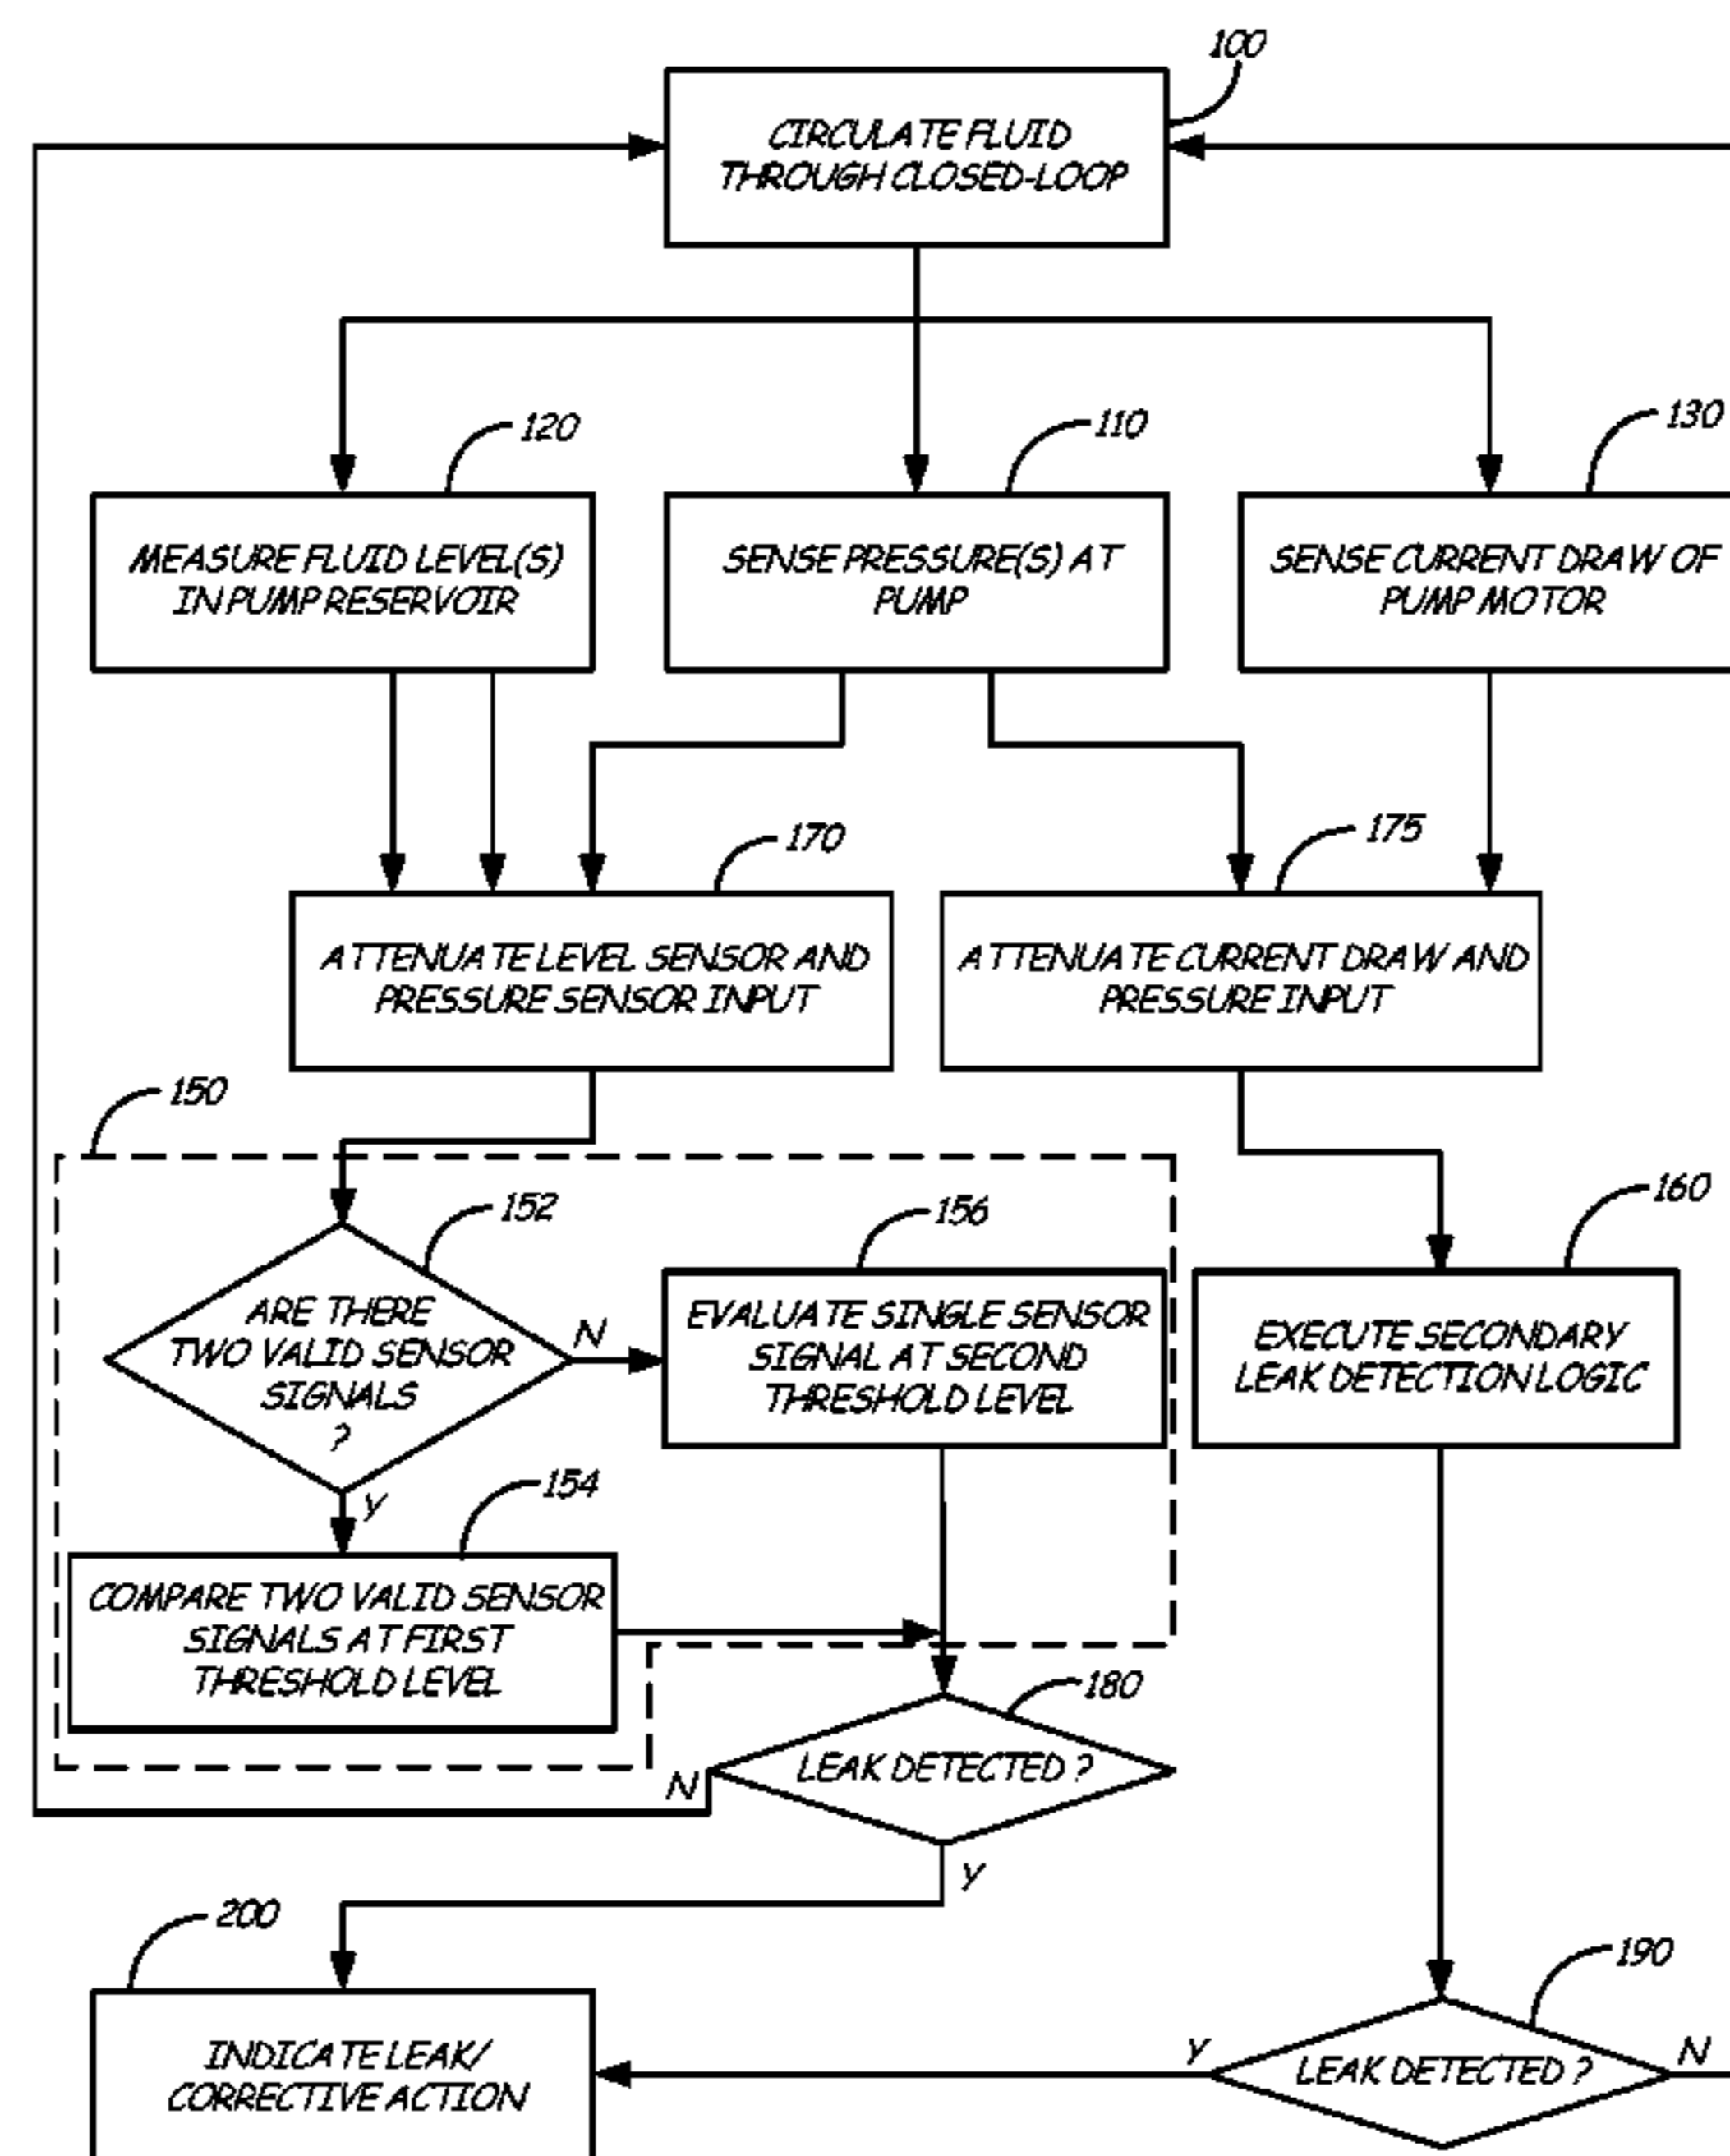 100
CIRCULATE FLUID
THROUGH CLOSED-LOOP
120
110
130
MEASURE FLUID LEVEL(S)
IN PUMP RESERVOIR
SENSE PRESSURE(S) AT
PUMP
SENSE CURRENT DRAW OF
PUMP MOTOR
170
175
ATTENUATE LEVEL SENSOR AND
PRESSURE SENSOR INPUT
ATTENUATE CURRENT DRAW AND
PRESSURE INPUT
150
152
156
160
ARE THERE
TWO VALID SENSOR
SIGNALS
?
N
EVALUATE SINGLE SENSOR
SIGNAL AT SECOND
THRESHOLD LEVEL
EXECUTE SECONDARY
LEAK DETECTION LOGIC
Y
154
COMPARE TWO VALID SENSOR
SIGNALS AT FIRST
THRESHOLD LEVEL
180
LEAK DETECTED ?
N
Y
200
190
INDICATE LEAK/
CORRECTIVE ACTION
Y
LEAK DETECTED ?
N